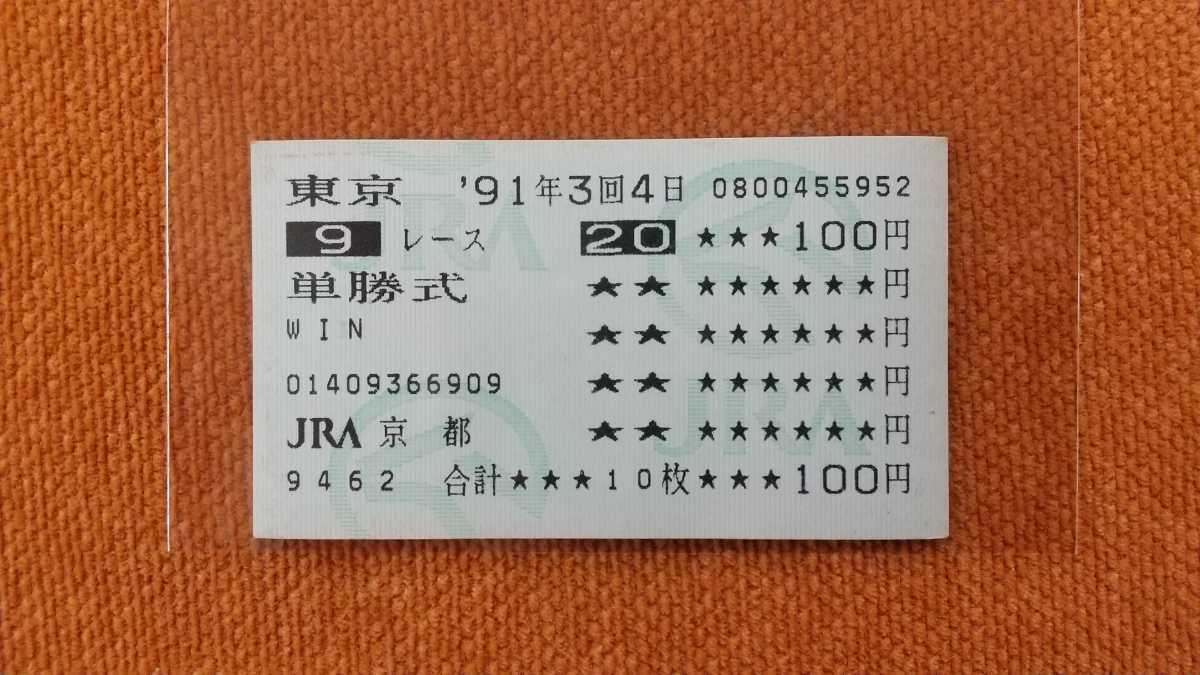 東京 '91年3回4日 0800455952
9 レース 20 ★★★100円
単勝式 ★★ ★★★★★★円
WIN ★★ ★★★★★★円
01409366909 ★★ ★★★★★★円
JRA 京都 ★★ ★★★★★★円
9462 合計★★★10枚★★★100円
JRA
JRA